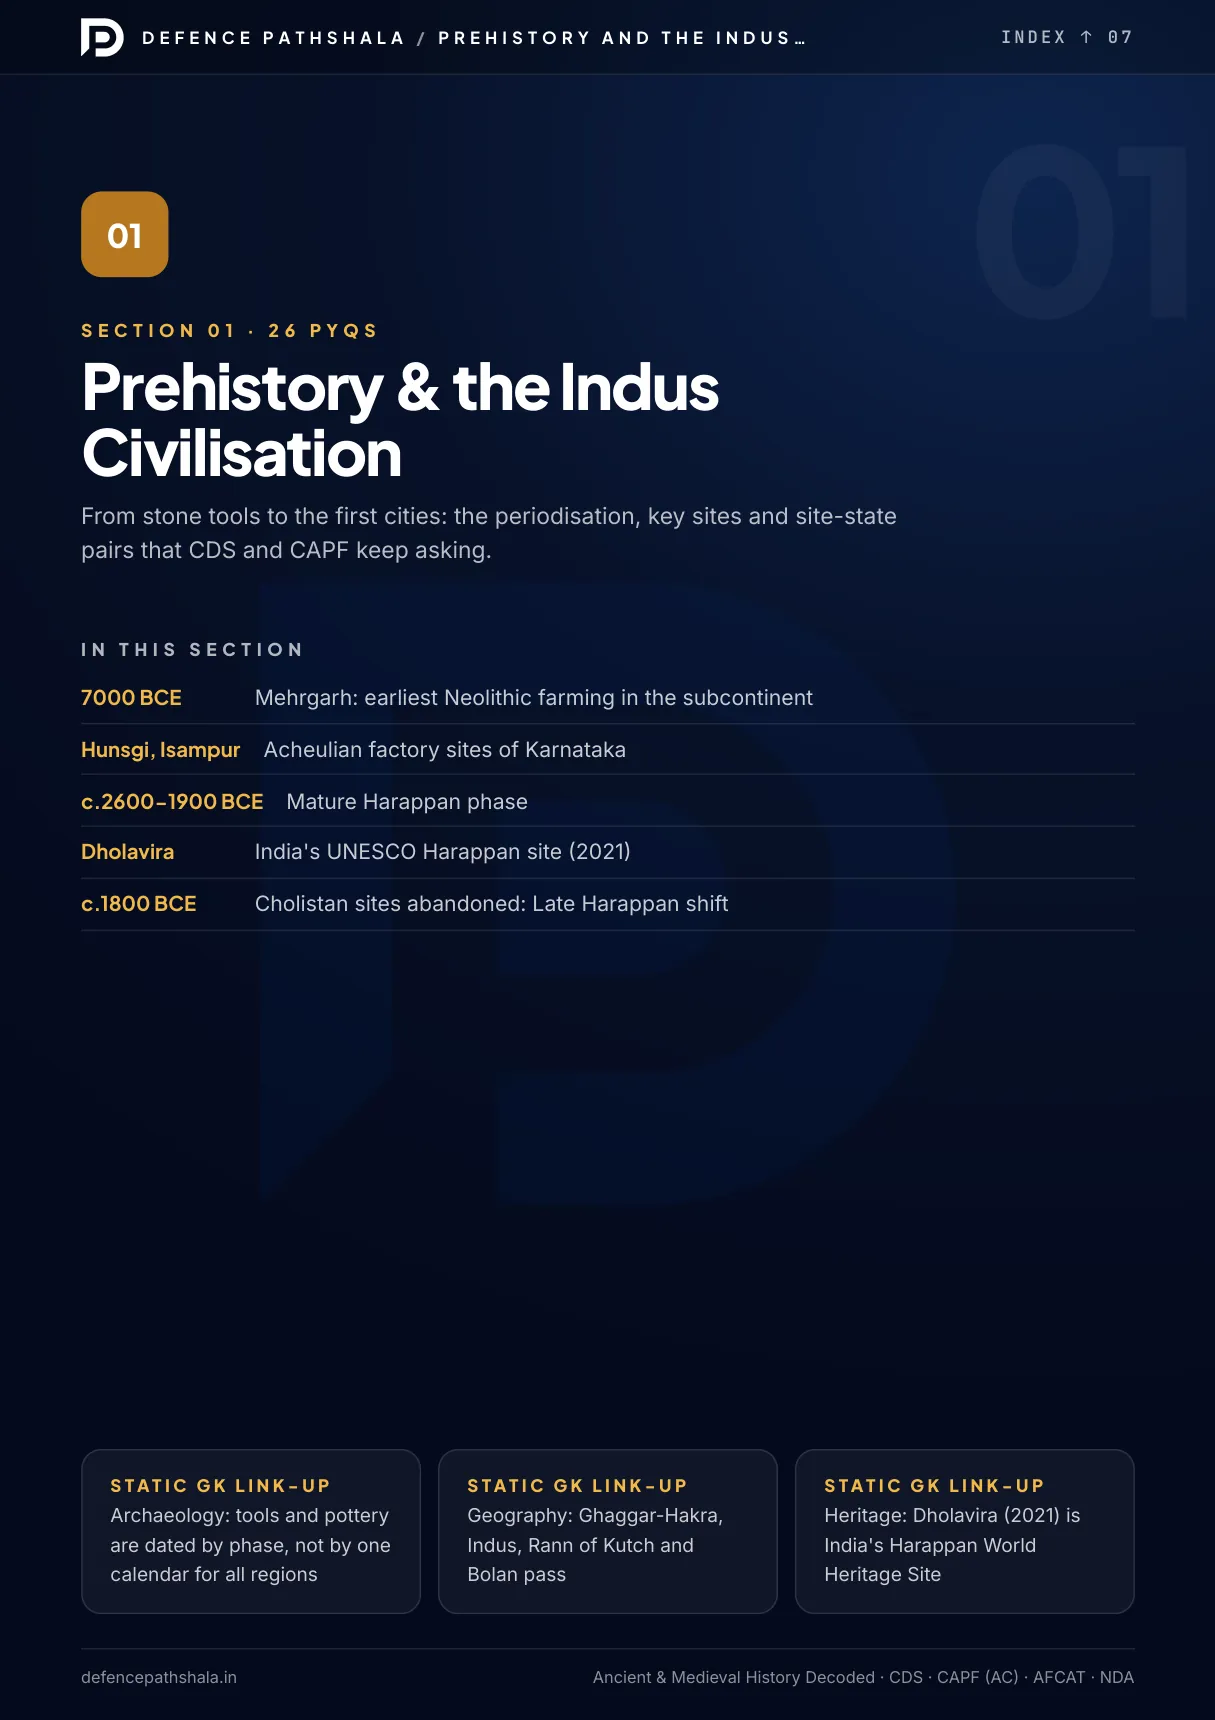 DEFENCE PATHSHALA / PREHISTORY AND THE INDUS…
INDEX ↑ 07
01
01
SECTION 01 · 26 PYQS
Prehistory & the Indus
Civilisation
From stone tools to the first cities: the periodisation, key sites and site-state
pairs that CDS and CAPF keep asking.
IN THIS SECTION
7000 BCE Mehrgarh: earliest Neolithic farming in the subcontinent
Hunsgi, Isampur Acheulian factory sites of Karnataka
c.2600–1900 BCE Mature Harappan phase
Dholavira India's UNESCO Harappan site (2021)
c.1800 BCE Cholistan sites abandoned: Late Harappan shift
STATIC GK LINK-UP
Archaeology: tools and pottery
are dated by phase, not by one
calendar for all regions
STATIC GK LINK-UP
Geography: Ghaggar-Hakra,
Indus, Rann of Kutch and
Bolan pass
STATIC GK LINK-UP
Heritage: Dholavira (2021) is
India's Harappan World
Heritage Site
defencepathshala.in
Ancient & Medieval History Decoded · CDS · CAPF (AC) · AFCAT · NDA